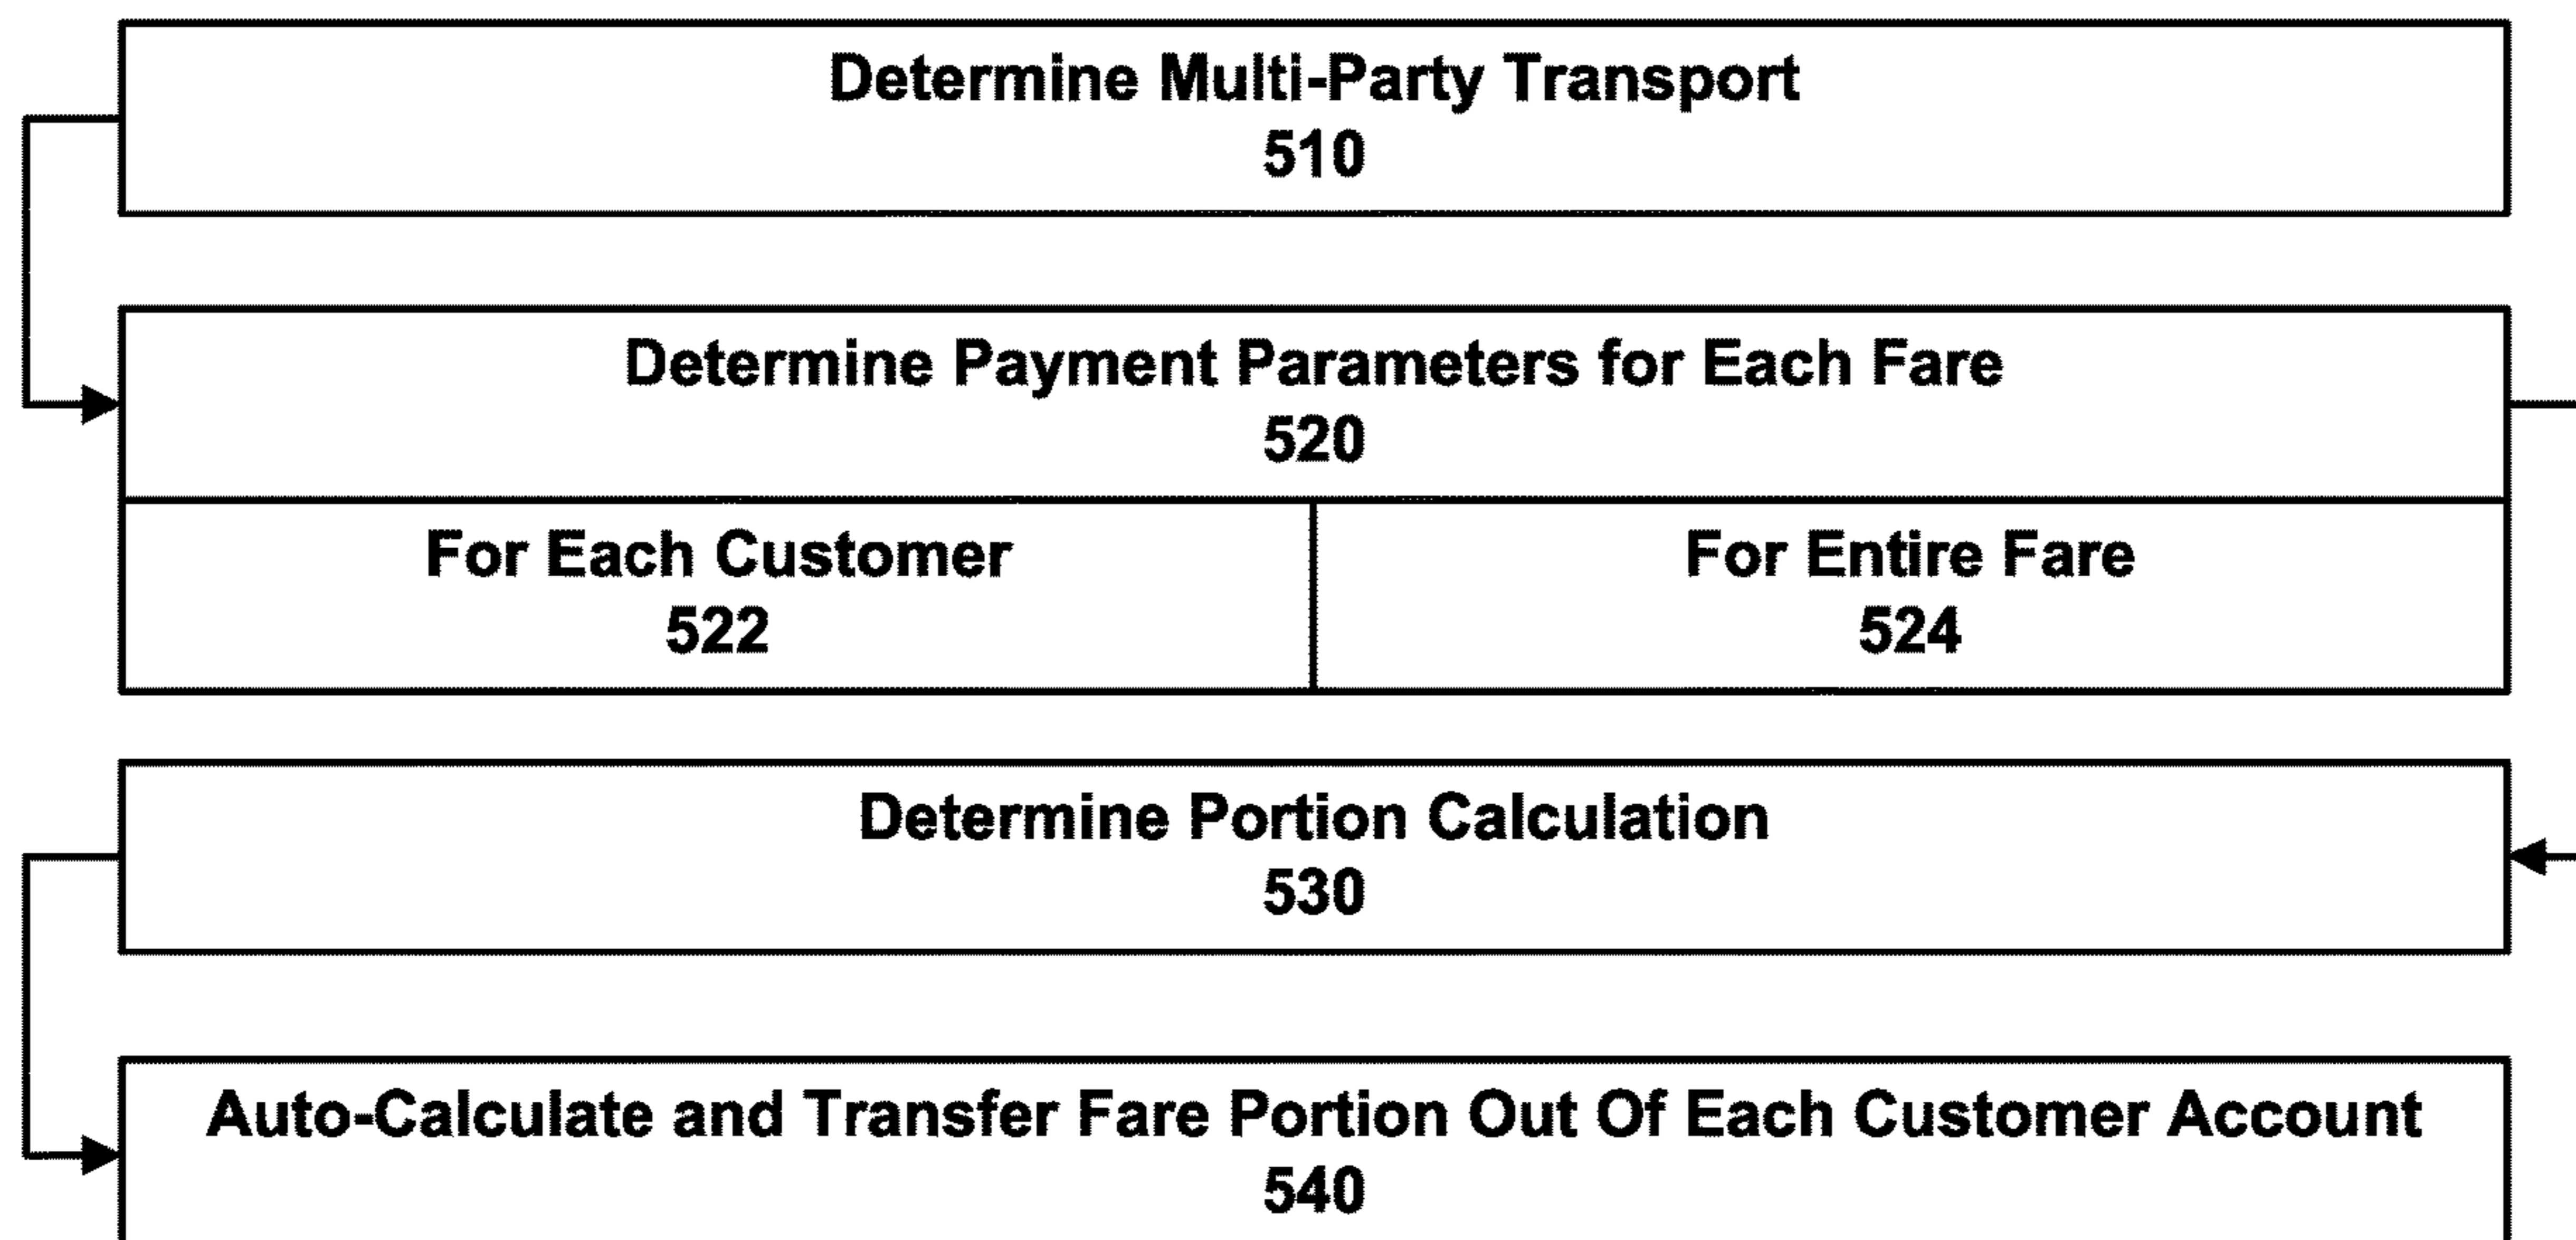 Determine Multi-Party Transport
510
Determine Payment Parameters for Each Fare
520
For Each Customer
522
For Entire Fare
524
Determine Portion Calculation
530
Auto-Calculate and Transfer Fare Portion Out Of Each Customer Account
540